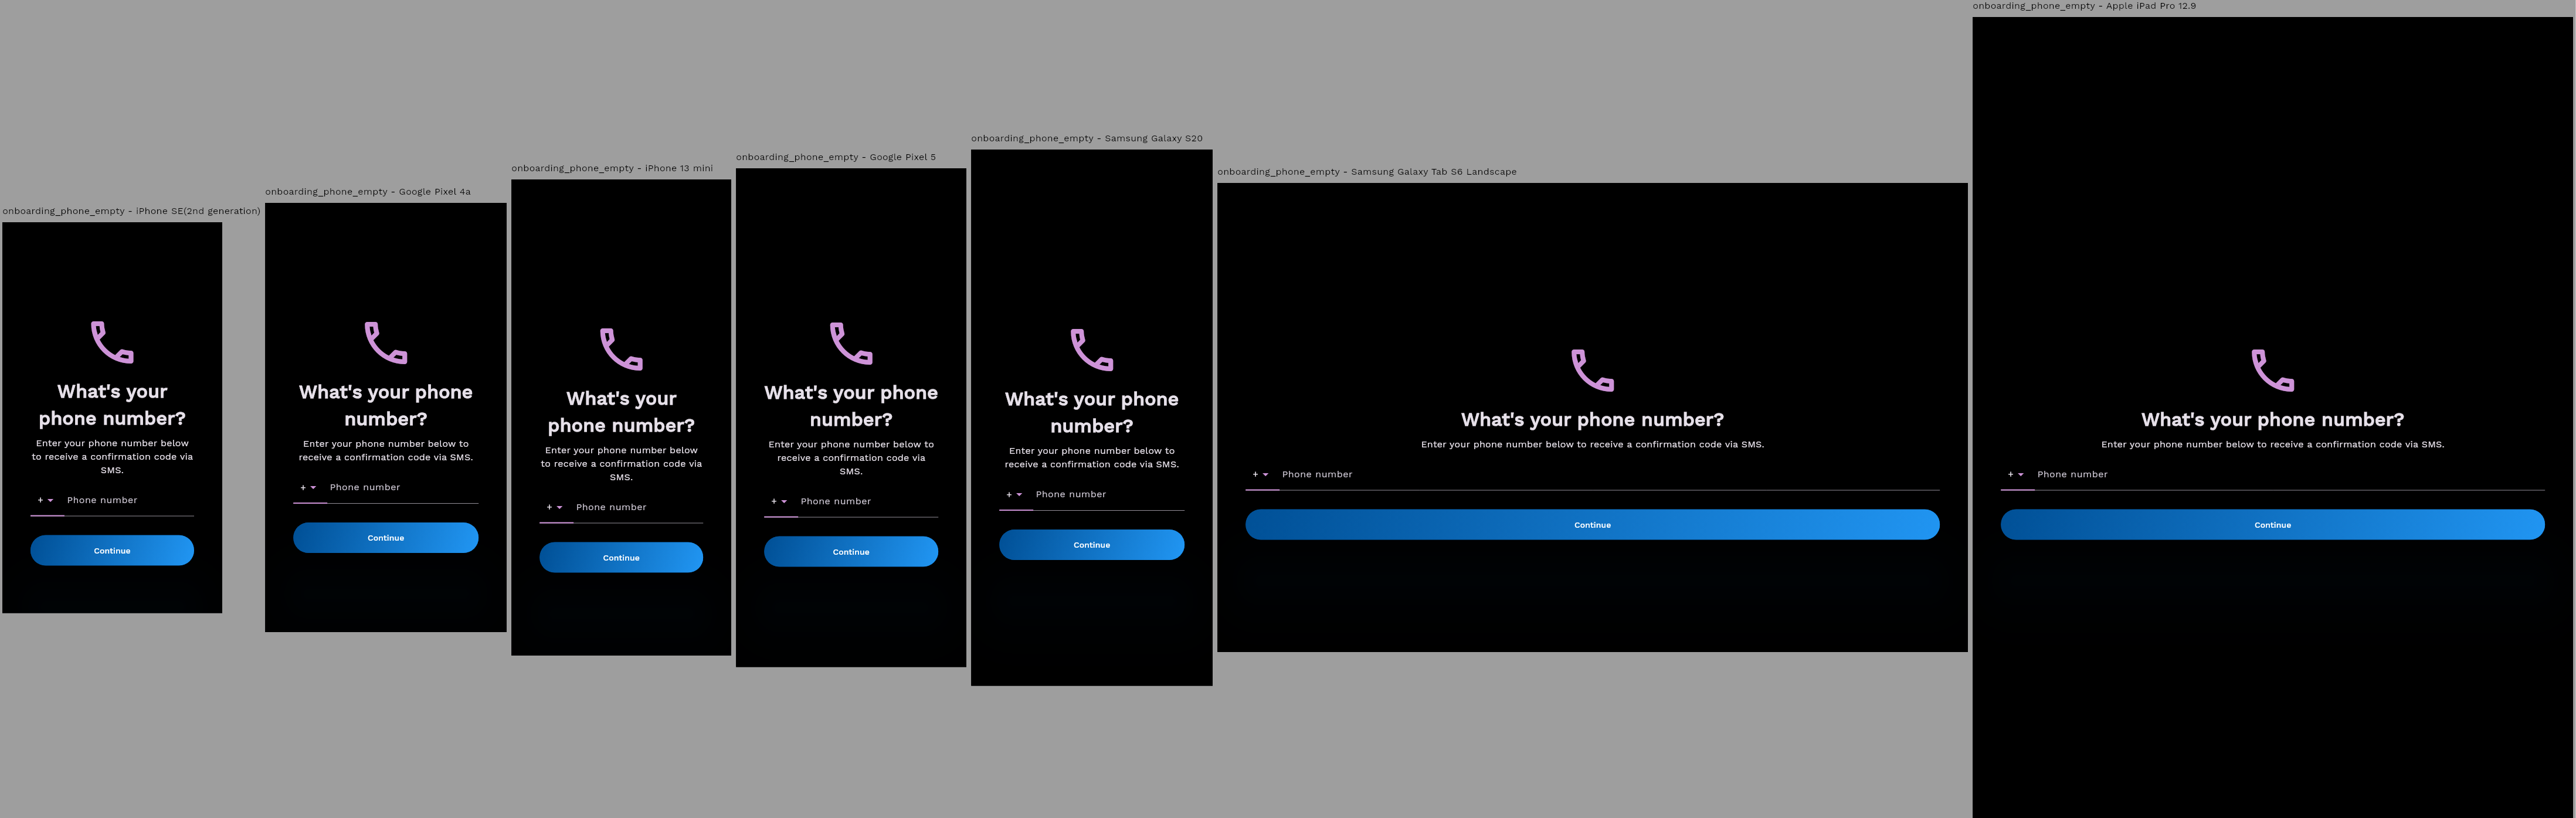 onboarding_phone_empty - iPhone SE(2nd generation)
What's your
phone number?
Enter your phone number below
to receive a confirmation code via
SMS.
+ Phone number
Continue
onboarding_phone_empty - Google Pixel 4a
What's your phone
number?
Enter your phone number below to
receive a confirmation code via SMS.
+ Phone number
Continue
onboarding_phone_empty - iPhone 13 mini
What's your
phone number?
Enter your phone number below
to receive a confirmation code via
SMS.
+ Phone number
Continue
onboarding_phone_empty - Google Pixel 5
What's your phone
number?
Enter your phone number below to
receive a confirmation code via
SMS.
+ Phone number
Continue
onboarding_phone_empty - Samsung Galaxy S20
What's your phone
number?
Enter your phone number below to
receive a confirmation code via SMS.
+ Phone number
Continue
onboarding_phone_empty - Samsung Galaxy Tab S6 Landscape
What's your phone number?
Enter your phone number below to receive a confirmation code via SMS.
+ Phone number
Continue
onboarding_phone_empty - Apple iPad Pro 12.9
What's your phone number?
Enter your phone number below to receive a confirmation code via SMS.
+ Phone number
Continue